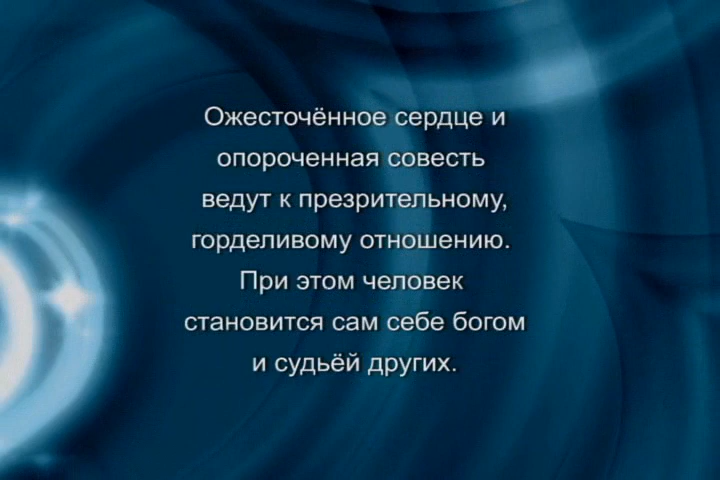 Ожесточённое сердце и
опороченная совесть
ведут к презрительному,
горделивому отношению.
При этом человек
становится сам себе богом
и судьёй других.